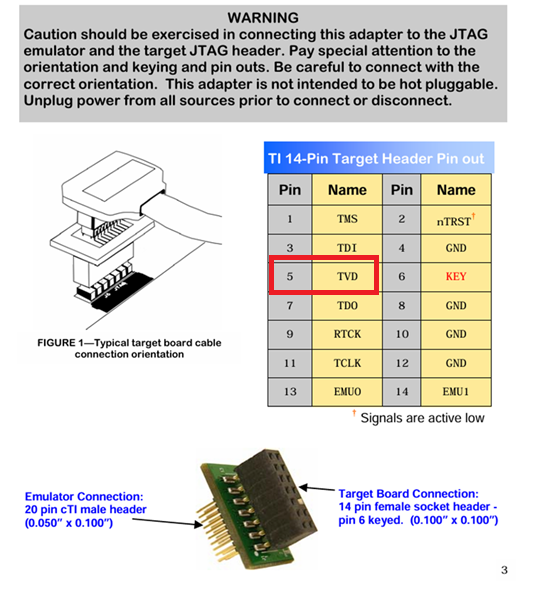 WARNING
Caution should be exercised in connecting this adapter to the JTAG
emulator and the target JTAG header. Pay special attention to the
orientation and keying and pin outs. Be careful to connect with the
correct orientation.  This adapter is not intended to be hot pluggable.
Unplug power from all sources prior to connect or disconnect.
TI 14-Pin Target Header Pin out
Pin Name Pin Name
1 TMS 2 nTRST†
3 TDI 4 GND
5 TVD 6 KEY
7 TDO 8 GND
9 RTCK 10 GND
11 TCLK 12 GND
13 EMU0 14 EMU1
† Signals are active low
FIGURE 1—Typical target board cable
connection orientation
Emulator Connection:
20 pin cTI male header
(0.050” x 0.100”)
Target Board Connection:
14 pin female socket header -
pin 6 keyed.  (0.100” x 0.100”)
3